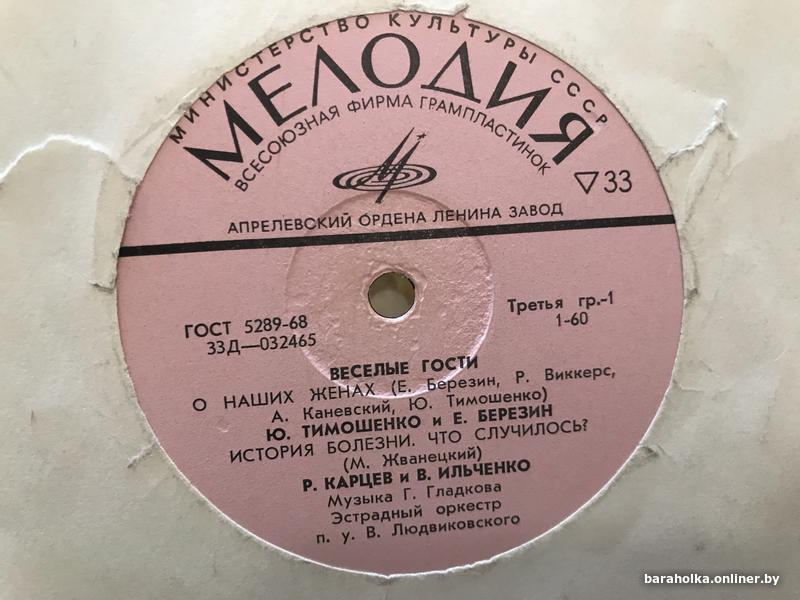 МИНИСТЕРСТВО КУЛЬТУРЫ СССР
МЕЛОДИЯ
ВСЕСОЮЗНАЯ ФИРМА ГРАМПЛАСТИНОК
▽33
АПРЕЛЕВСКИЙ ОРДЕНА ЛЕНИНА ЗАВОД
ГОСТ 5289-68
33Д—032465
Третья гр.-1
1-60
ВЕСЕЛЫЕ ГОСТИ
О НАШИХ ЖЕНАХ (Е. Березин, Р. Виккерс,
А. Каневский, Ю. Тимошенко)
Ю. ТИМОШЕНКО и Е. БЕРЕЗИН
ИСТОРИЯ БОЛЕЗНИ. ЧТО СЛУЧИЛОСЬ?
(М. Жванецкий)
Р. КАРЦЕВ и В. ИЛЬЧЕНКО
Музыка Г. Гладкова
Эстрадный оркестр
п. у. В. Людвиковского
baraholka.onliner.by